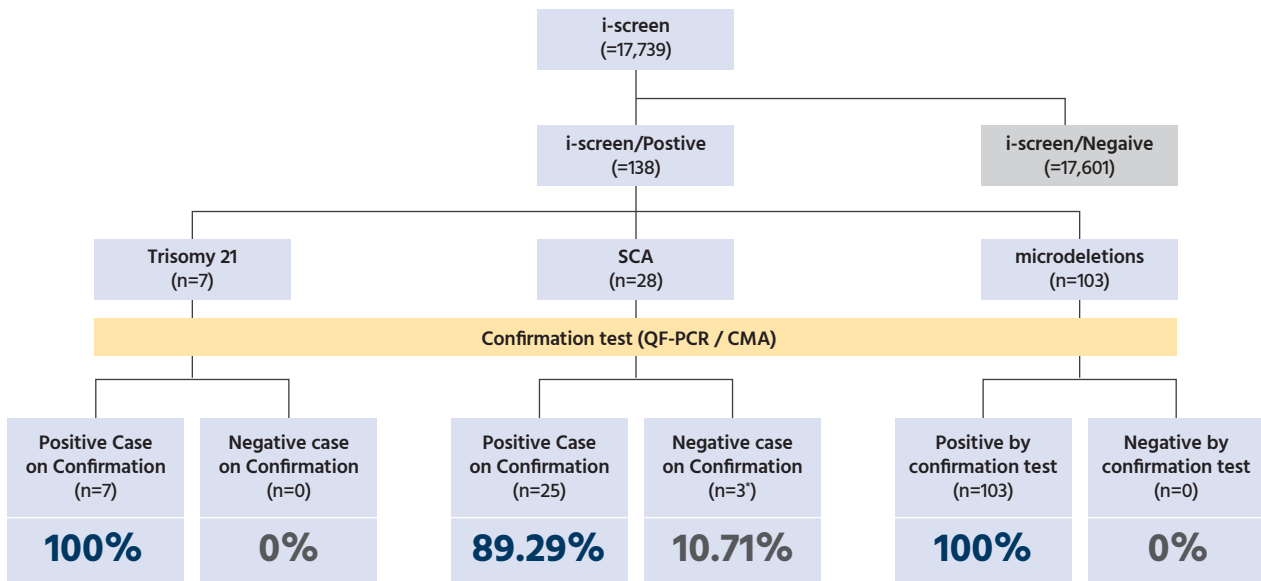 i-screen
(=17,739)
i-screen/Postive
(=138)
i-screen/Negaive
(=17,601)
Trisomy 21
(n=7)
SCA
(n=28)
microdeletions
(n=103)
Confirmation test (QF-PCR / CMA)
Positive Case
on Confirmation
(n=7)
100%
Negative case
on Confirmation
(n=0)
0%
Positive Case
on Confirmation
(n=25)
89.29%
Negative case
on Confirmation
(n=3*)
10.71%
Positive by
confirmation test
(n=103)
100%
Negative by
confirmation test
(n=0)
0%